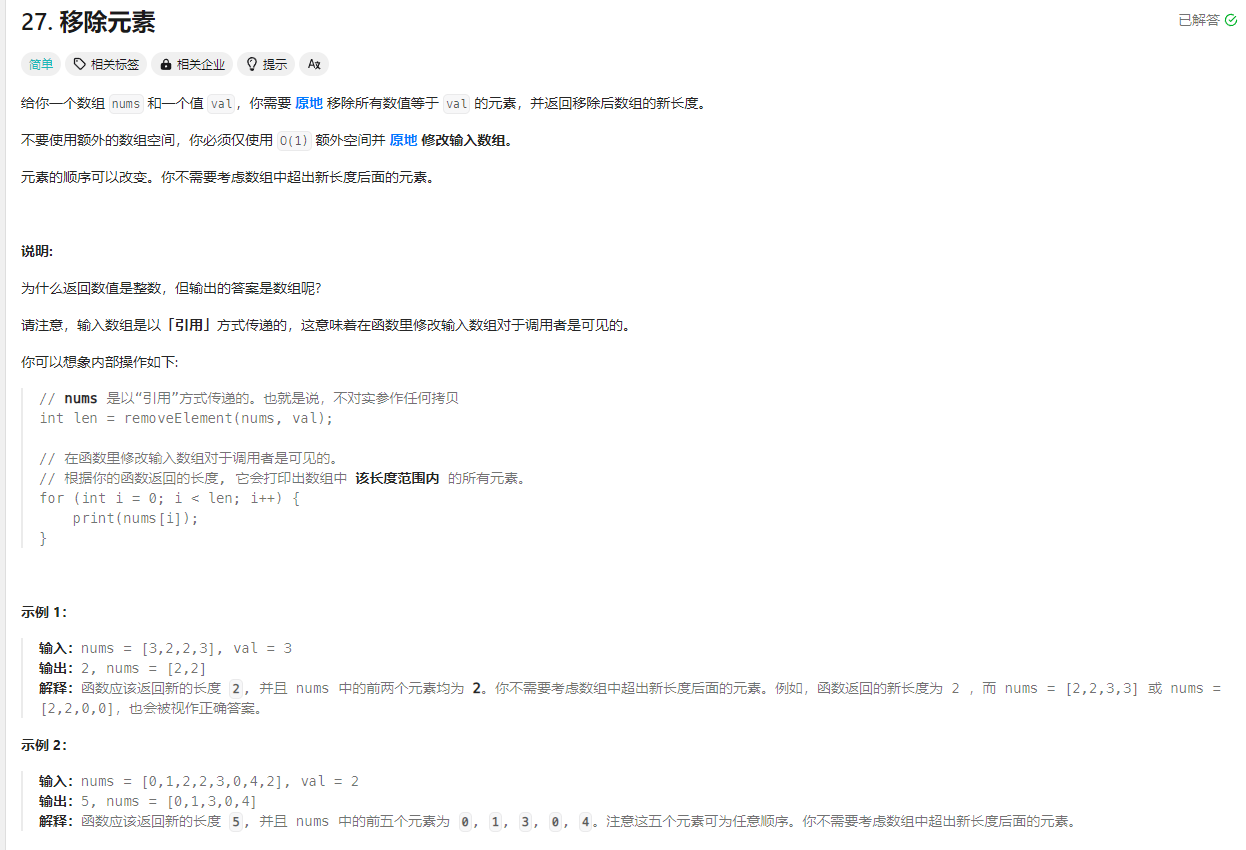 27. 移除元素
已解答
简单 相关标签 相关企业 提示 Aあ
给你一个数组 nums 和一个值 val，你需要 原地 移除所有数值等于 val 的元素，并返回移除后数组的新长度。
不要使用额外的数组空间，你必须仅使用 O(1) 额外空间并 原地 修改输入数组。
元素的顺序可以改变。你不需要考虑数组中超出新长度后面的元素。
说明:
为什么返回数值是整数，但输出的答案是数组呢?
请注意，输入数组是以「引用」方式传递的，这意味着在函数里修改输入数组对于调用者是可见的。
你可以想象内部操作如下:
// nums 是以“引用”方式传递的。也就是说，不对实参作任何拷贝
int len = removeElement(nums, val);
// 在函数里修改输入数组对于调用者是可见的。
// 根据你的函数返回的长度, 它会打印出数组中 该长度范围内 的所有元素。
for (int i = 0; i < len; i++) {
    print(nums[i]);
}
示例 1：
输入：nums = [3,2,2,3], val = 3
输出：2, nums = [2,2]
解释：函数应该返回新的长度 2, 并且 nums 中的前两个元素均为 2。你不需要考虑数组中超出新长度后面的元素。例如，函数返回的新长度为 2 ，而 nums = [2,2,3,3] 或 nums =
[2,2,0,0]，也会被视作正确答案。
示例 2：
输入：nums = [0,1,2,2,3,0,4,2], val = 2
输出：5, nums = [0,1,3,0,4]
解释：函数应该返回新的长度 5, 并且 nums 中的前五个元素为 0, 1, 3, 0, 4。注意这五个元素可为任意顺序。你不需要考虑数组中超出新长度后面的元素。